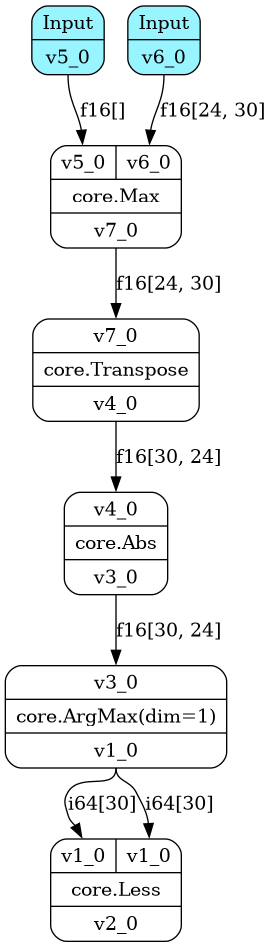 Input
v5_0
Input
v6_0
f16[]
f16[24, 30]
v5_0
v6_0
core.Max
v7_0
f16[24, 30]
v7_0
core.Transpose
v4_0
f16[30, 24]
v4_0
core.Abs
v3_0
f16[30, 24]
v3_0
core.ArgMax(dim=1)
v1_0
i64[30]
i64[30]
v1_0
v1_0
core.Less
v2_0